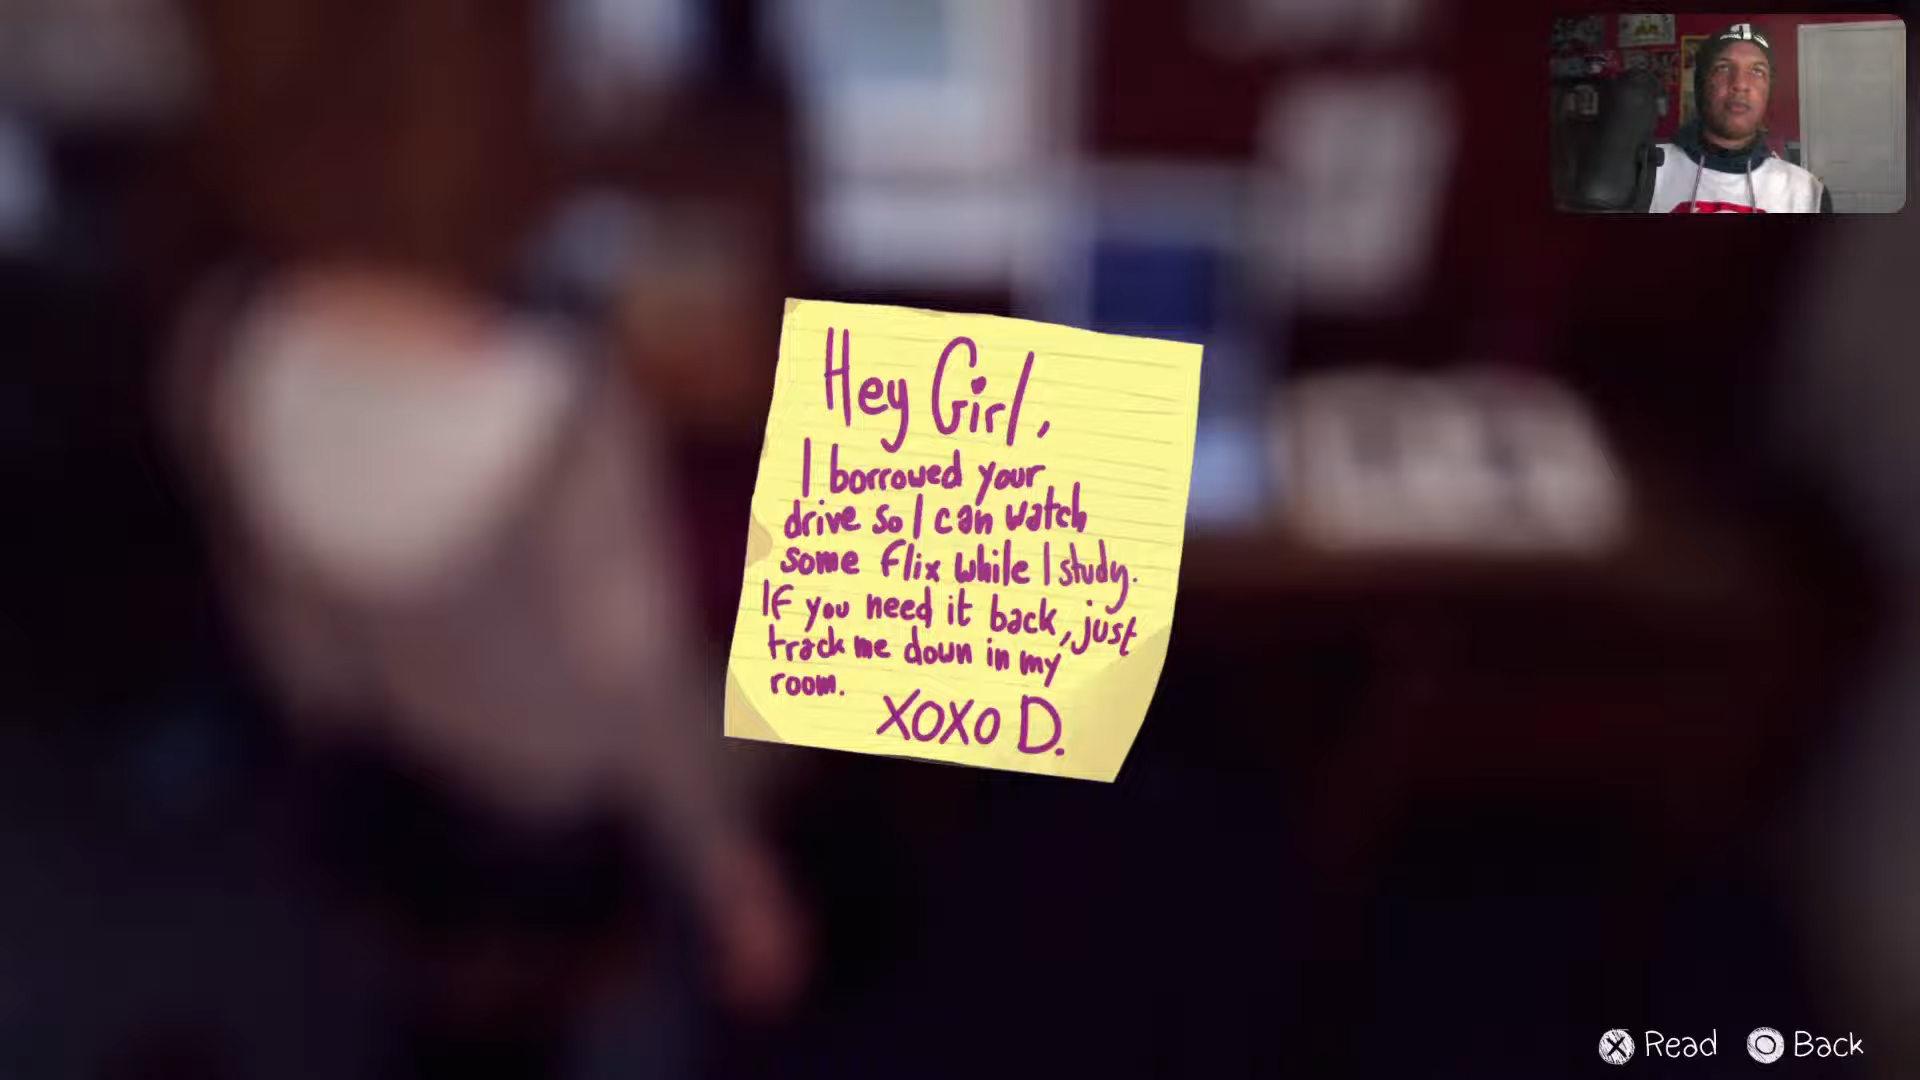 Hey Girl,
I borrowed your
drive so I can watch
some flix while I study.
If you need it back, just
track me down in my
room.
XOXO D.
Read Back